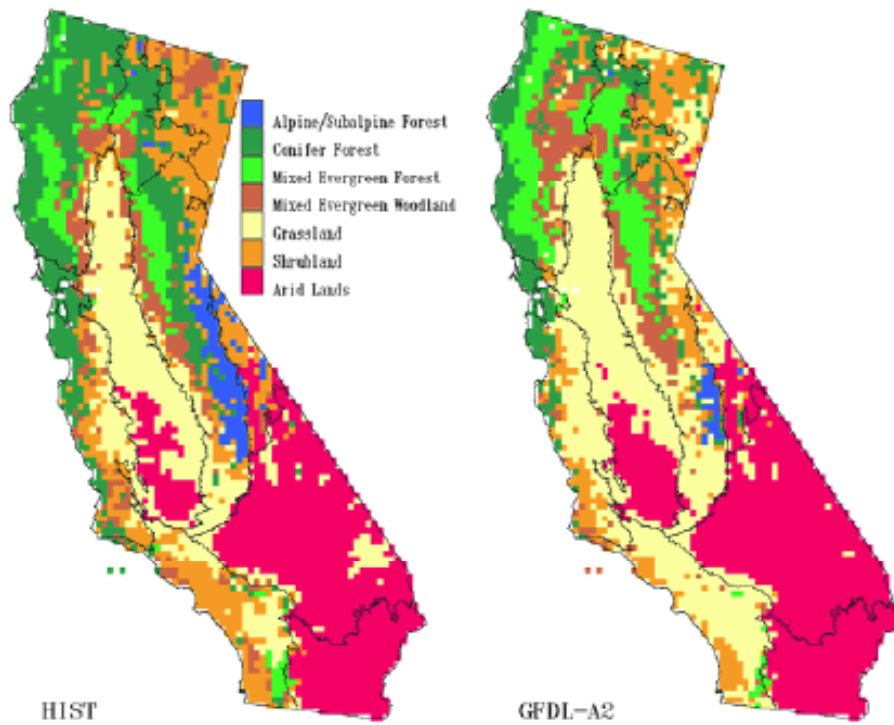 Alpine/Subalpine Forest
Conifer Forest
Mixed Evergreen Forest
Mixed Evergreen Woodland
Grassland
Shrubland
Arid Lands
HIST
GFDL-A2